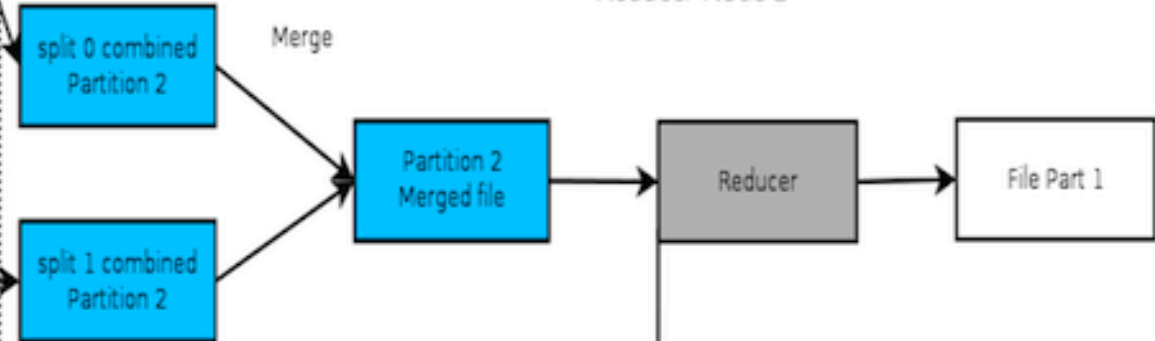 split 0 combined
Partition 2
Merge
Partition 2
Merged file
Reducer
File Part 1
split 1 combined
Partition 2